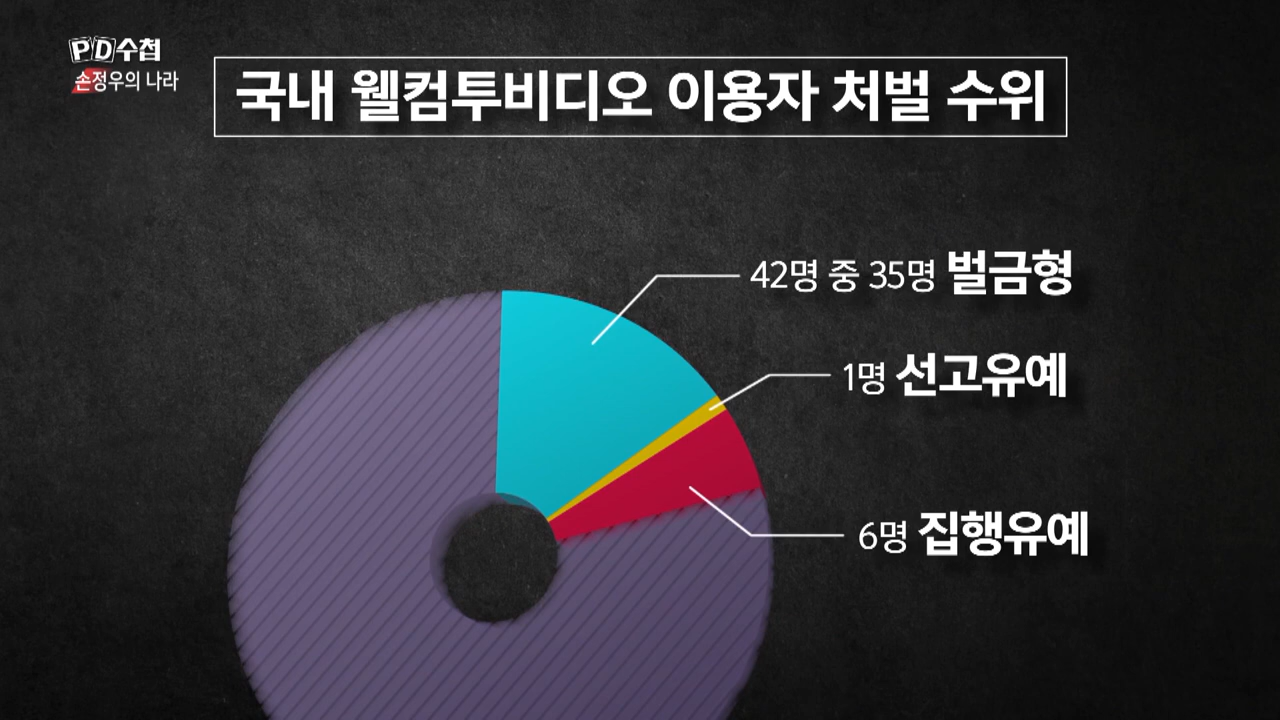 PD수첩
손정우의 나라
국내 웰컴투비디오 이용자 처벌 수위
42명 중 35명 벌금형
1명 선고유예
6명 집행유예